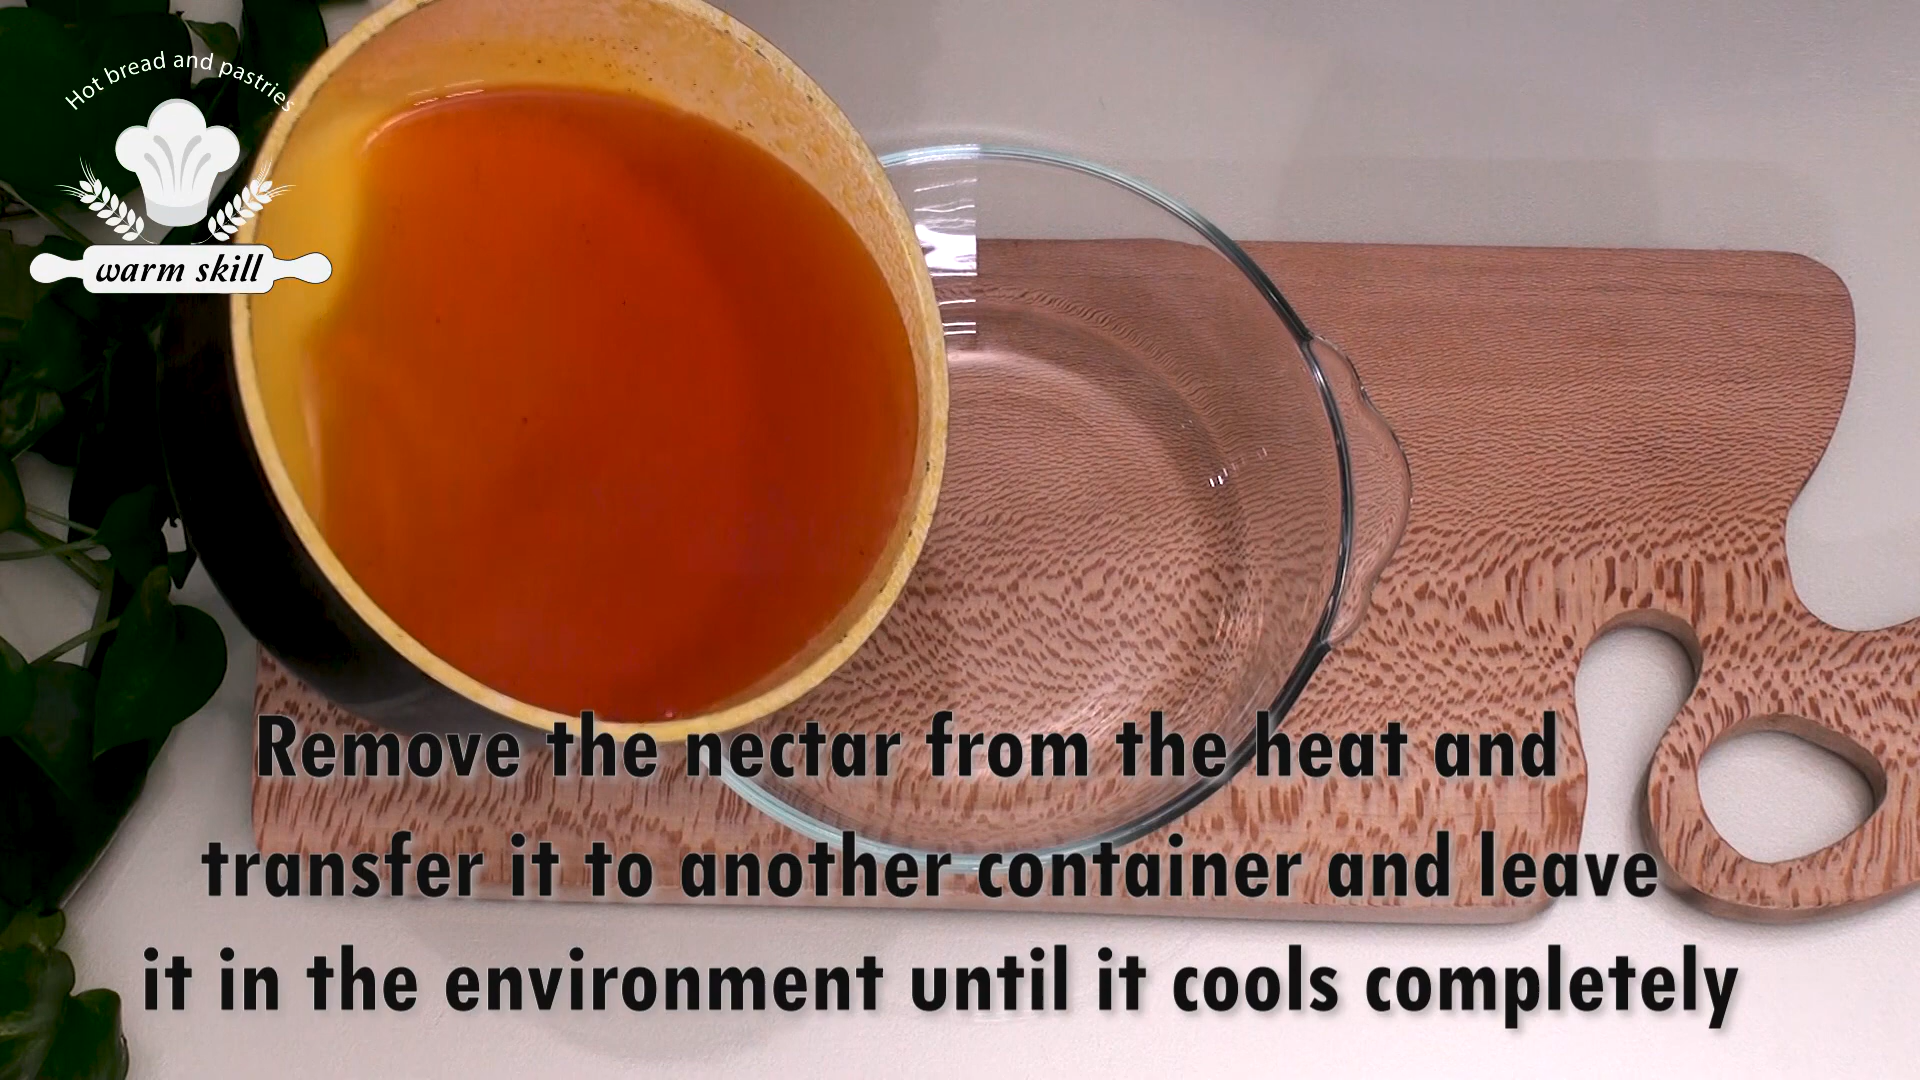 Hot bread and pastries
warm skill
Remove the nectar from the heat and
transfer it to another container and leave
it in the environment until it cools completely